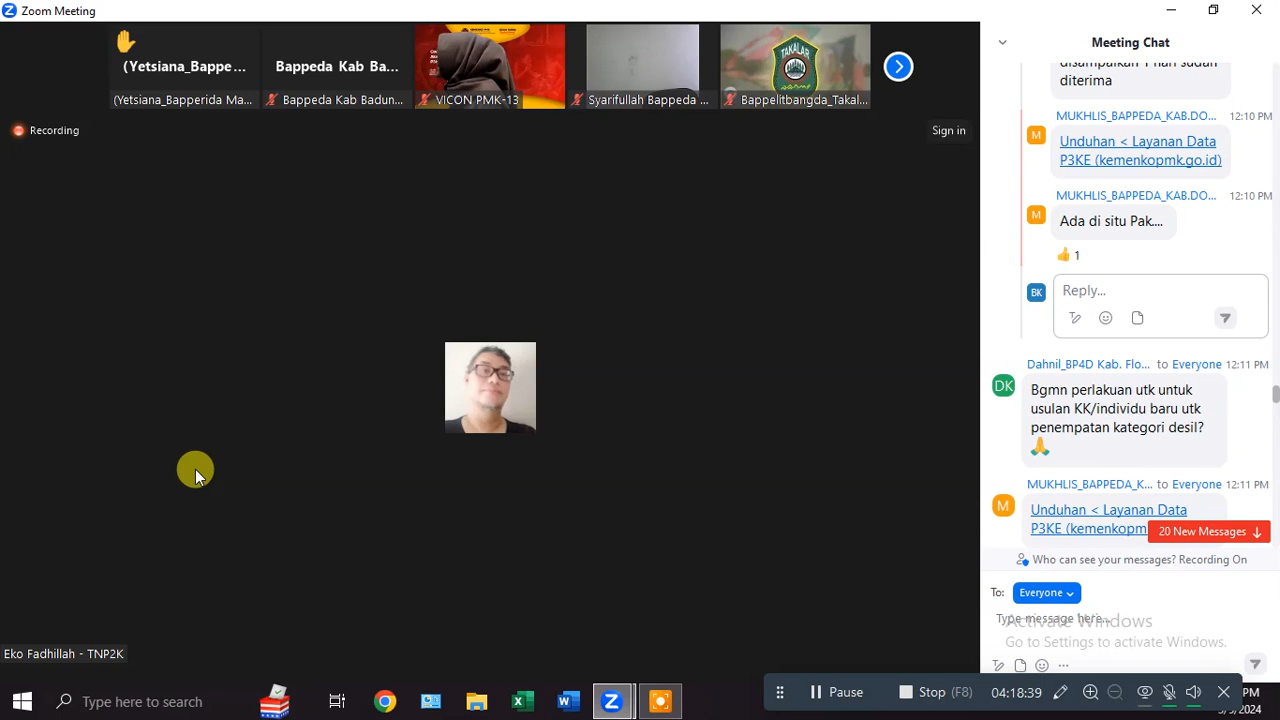 Zoom Meeting
(Yetsiana_Bappe...
Bappeda Kab Ba...
(Yetsiana_Bapperida Ma...
Bappeda Kab Badun...
VICON PMK-13
Syarifullah Bappeda ...
TAKALAR
Bappelitbangda_Takal...
Recording
Sign in
Eko Fadhillah - TNP2K
Meeting Chat
disampaikan 1 hari sudah
diterima
MUKHLIS_BAPPEDA_KAB.DO... 12:10 PM
M
Unduhan < Layanan Data
P3KE (kemenkopmk.go.id)
MUKHLIS_BAPPEDA_KAB.DO... 12:10 PM
M
Ada di situ Pak....
1
BK
Reply...
Dahnil_BP4D Kab. Flo... to Everyone 12:11 PM
DK
Bgmn perlakuan utk untuk
usulan KK/individu baru utk
penempatan kategori desil?
MUKHLIS_BAPPEDA_K... to Everyone 12:11 PM
M
Unduhan < Layanan Data
P3KE (kemenkopm
20 New Messages
Who can see your messages? Recording On
To: Everyone
Type message here...
Activate Windows
Go to Settings to activate Windows.
Type here to search
Pause
Stop (F8)
04:18:39
PM